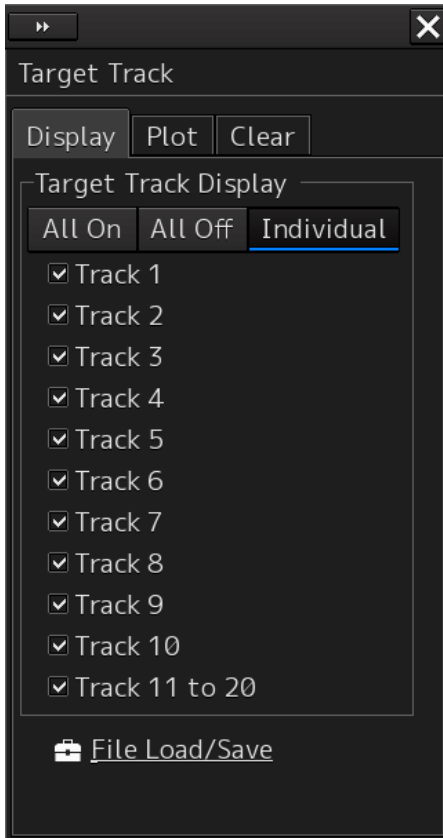 Target Track
Display Plot Clear
Target Track Display
All On All Off Individual
Track 1
Track 2
Track 3
Track 4
Track 5
Track 6
Track 7
Track 8
Track 9
Track 10
Track 11 to 20
File Load/Save